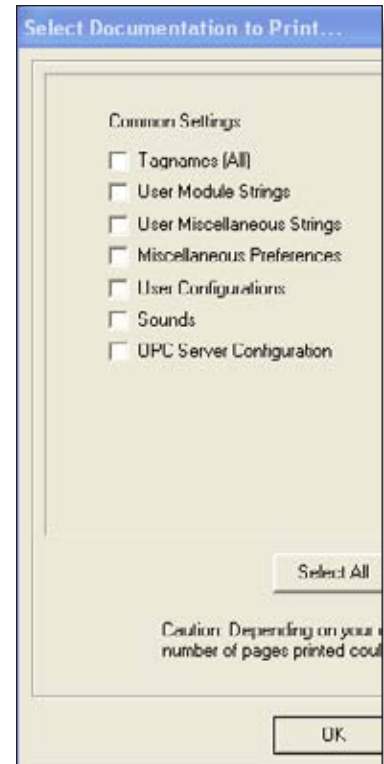 Select Documentation to Print...
Common Settings
Tagnames (All)
User Module Strings
User Miscellaneous Strings
Miscellaneous Preferences
User Configurations
Sounds
OPC Server Configuration
Select All
Caution: Depending on your
number of pages printed coul
OK